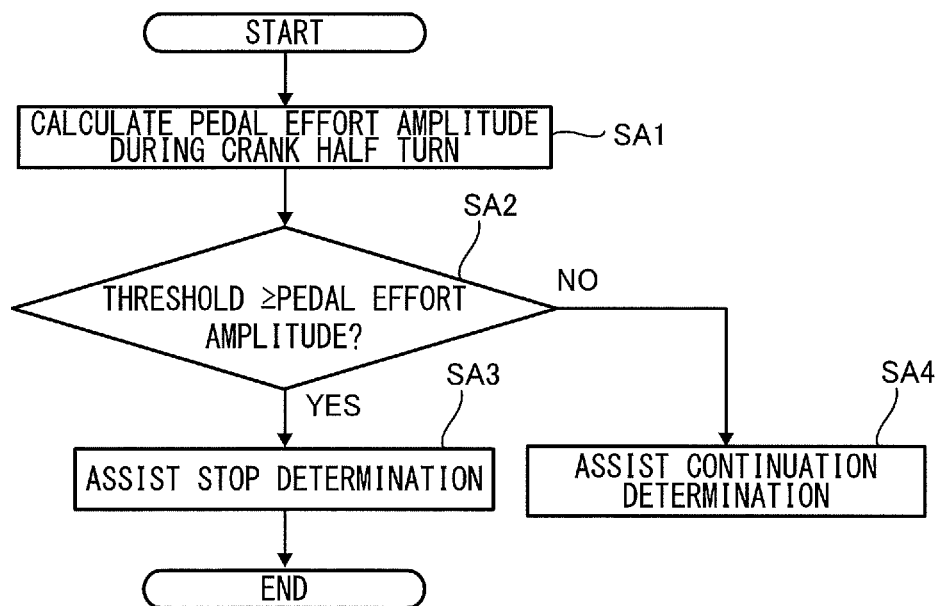 START
CALCULATE PEDAL EFFORT AMPLITUDE
DURING CRANK HALF TURN
SA1
SA2
THRESHOLD ≥PEDAL EFFORT
AMPLITUDE?
NO
YES
SA3
ASSIST STOP DETERMINATION
SA4
ASSIST CONTINUATION
DETERMINATION
END